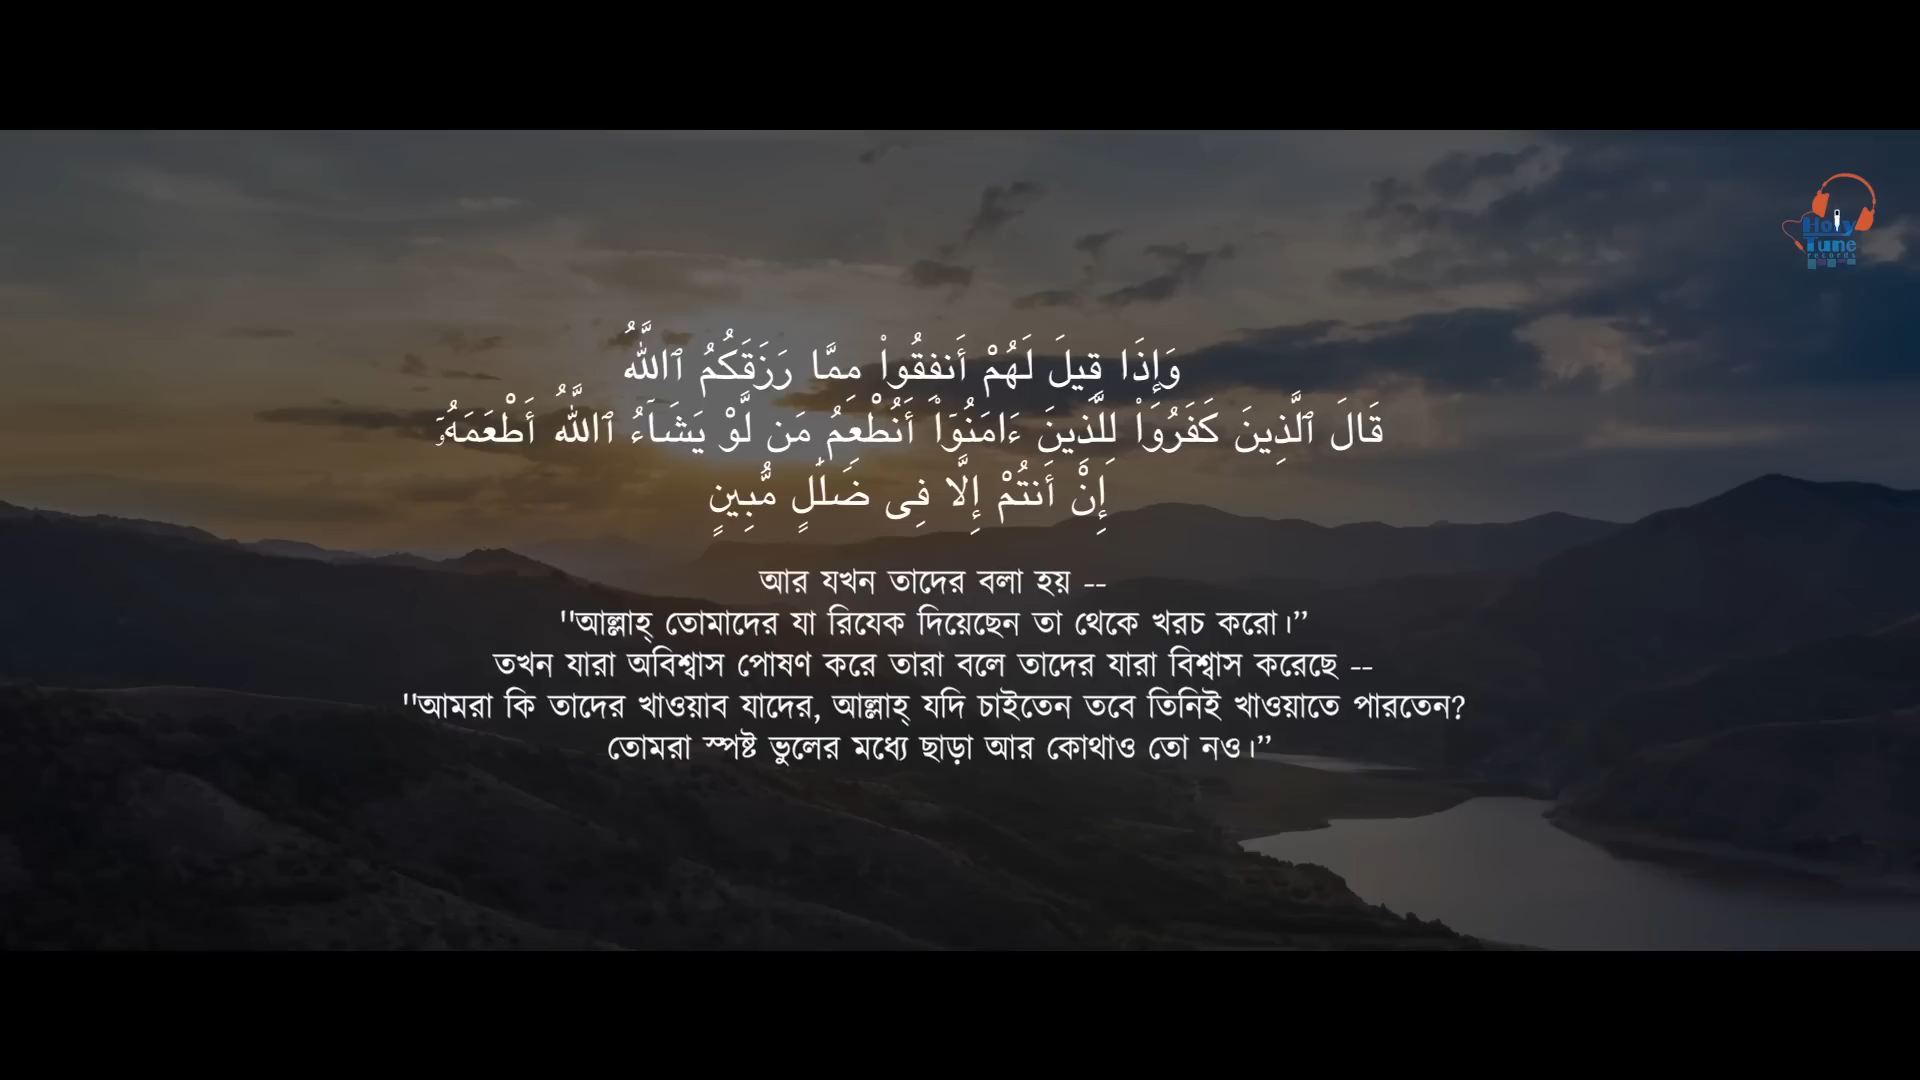 Holy
Tune
records
وَإِذَا قِيلَ لَهُمْ أَنفِقُوا۟ مِمَّا رَزَقَكُمُ ٱللَّهُ
قَالَ ٱلَّذِينَ كَفَرُوا۟ لِلَّذِينَ ءَامَنُوٓا۟ أَنُطْعِمُ مَن لَّوْ يَشَآءُ ٱللَّهُ أَطْعَمَهُۥٓ
إِنْ أَنتُمْ إِلَّا فِى ضَلَٰلٍ مُّبِينٍ
আর যখন তাদের বলা হয় --
''আল্লাহ্ তোমাদের যা রিযেক দিয়েছেন তা থেকে খরচ করো।”
তখন যারা অবিশ্বাস পোষণ করে তারা বলে তাদের যারা বিশ্বাস করেছে --
''আমরা কি তাদের খাওয়াব যাদের, আল্লাহ্ যদি চাইতেন তবে তিনিই খাওয়াতে পারতেন?
তোমরা স্পষ্ট ভুলের মধ্যে ছাড়া আর কোথাও তো নও।”